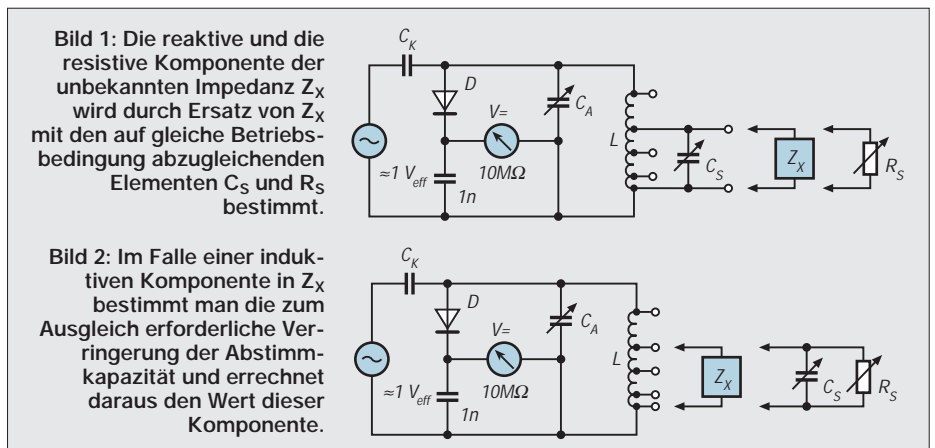 Bild 1: Die reaktive und die
resistive Komponente der
unbekannten Impedanz Z_X
wird durch Ersatz von Z_X
mit den auf gleiche Betriebs-
bedingung abzugleichenden
Elementen C_S und R_S
bestimmt.
C_K
D
V=
C_A
L
≈1 V_eff
10MΩ
1n
C_S
Z_X
R_S
Bild 2: Im Falle einer induk-
tiven Komponente in Z_X
bestimmt man die zum
Ausgleich erforderliche Ver-
ringerung der Abstimm-
kapazität und errechnet
daraus den Wert dieser
Komponente.
C_K
D
V=
C_A
L
≈1 V_eff
10MΩ
1n
Z_X
C_S
R_S